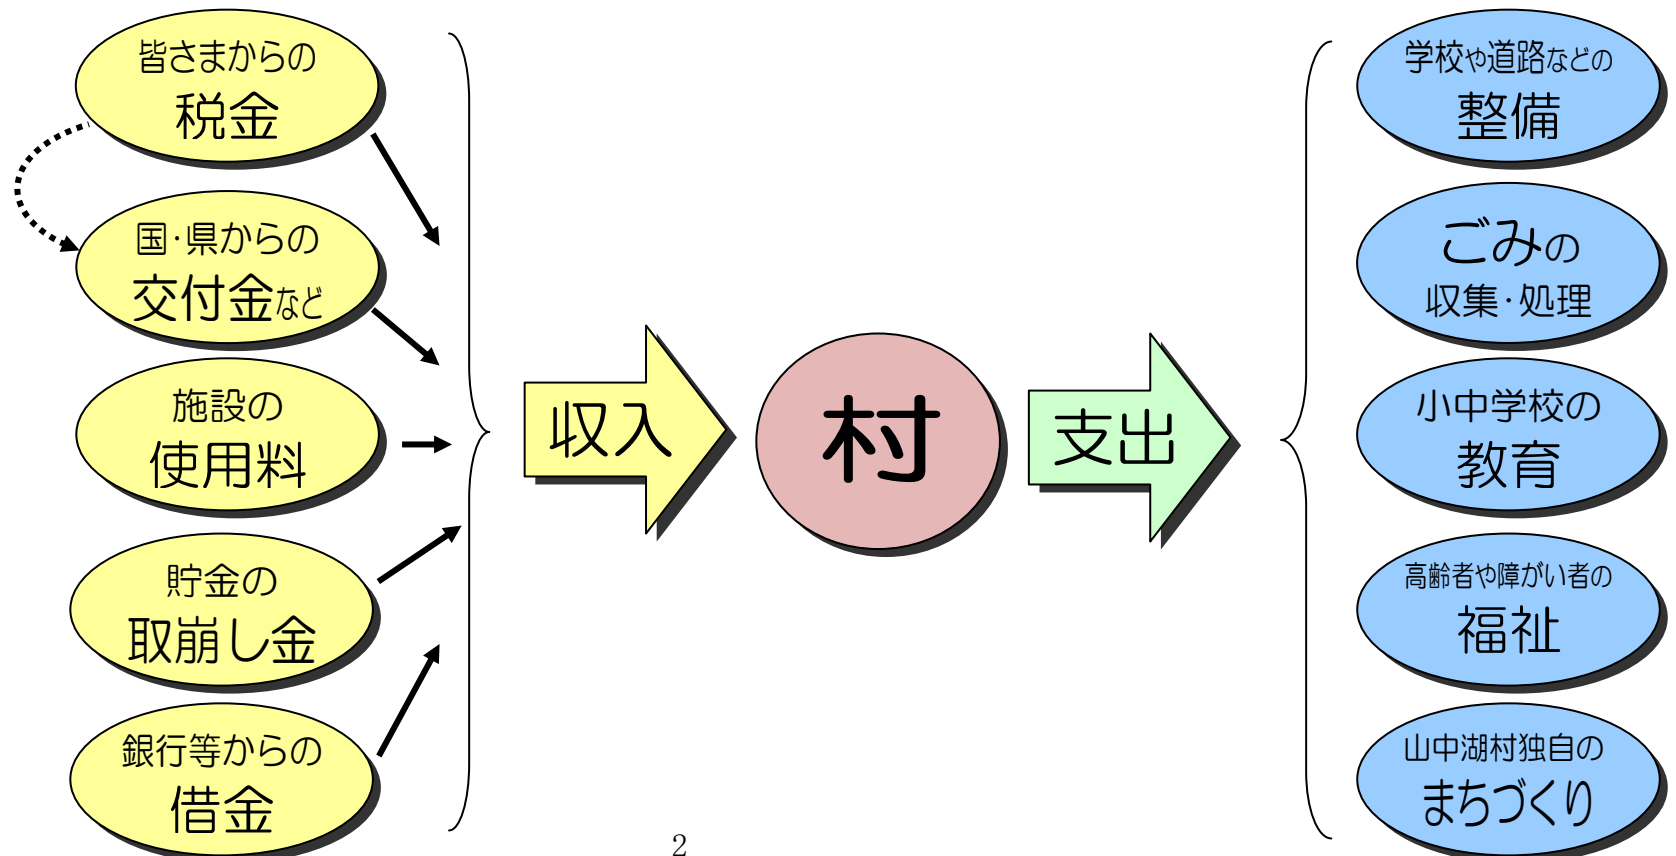 皆さまからの
税金
国・県からの
交付金など
施設の
使用料
貯金の
取崩し金
銀行等からの
借金
収入
村
支出
学校や道路などの
整備
ごみの
収集・処理
小中学校の
教育
高齢者や障がい者の
福祉
山中湖村独自の
まちづくり
2